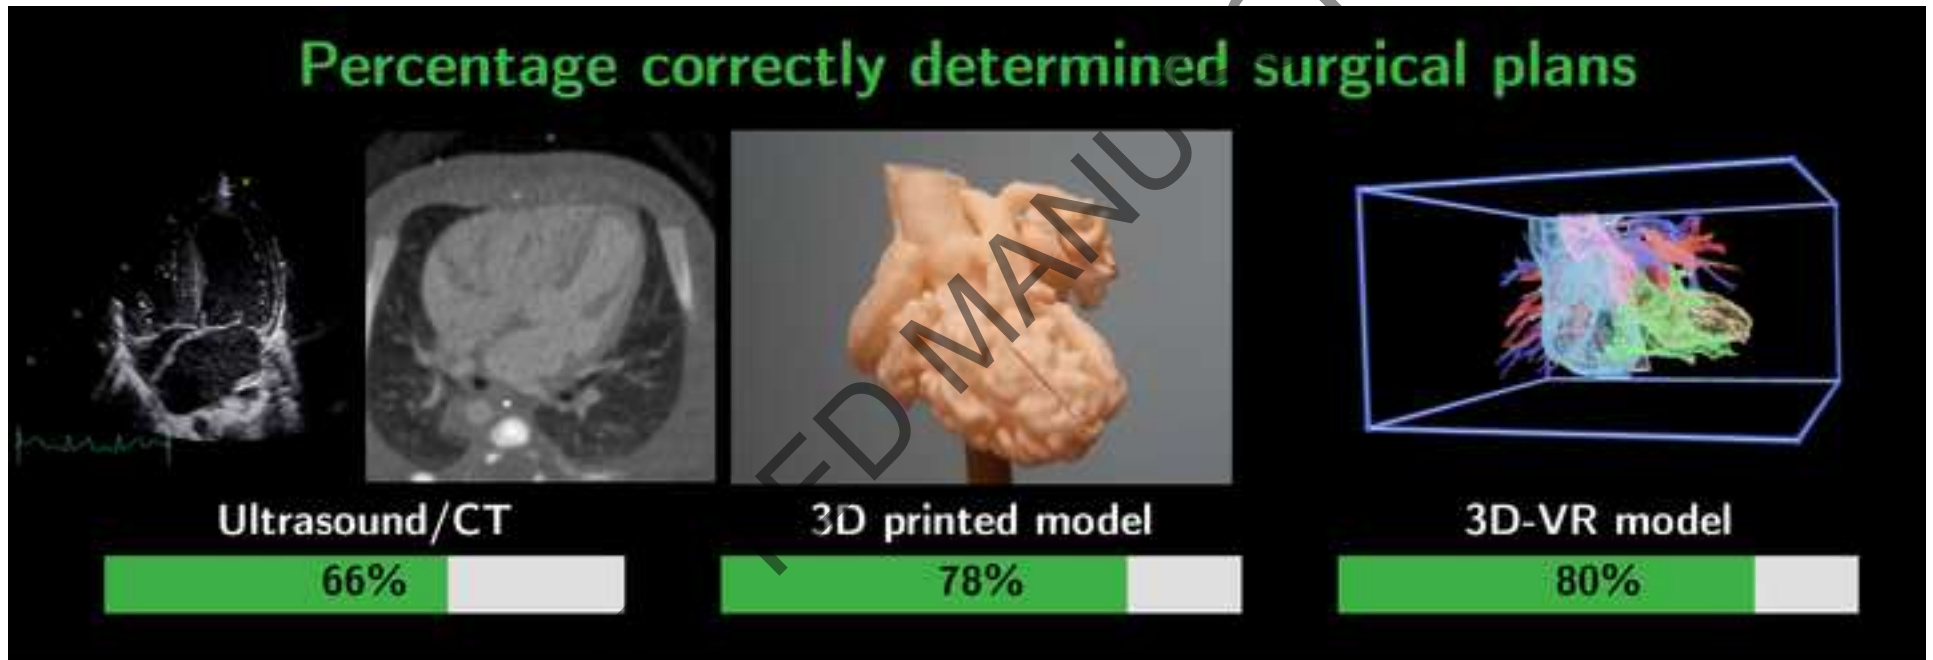 Percentage correctly determined surgical plans
Ultrasound/CT
3D printed model
3D-VR model
66%
78%
80%